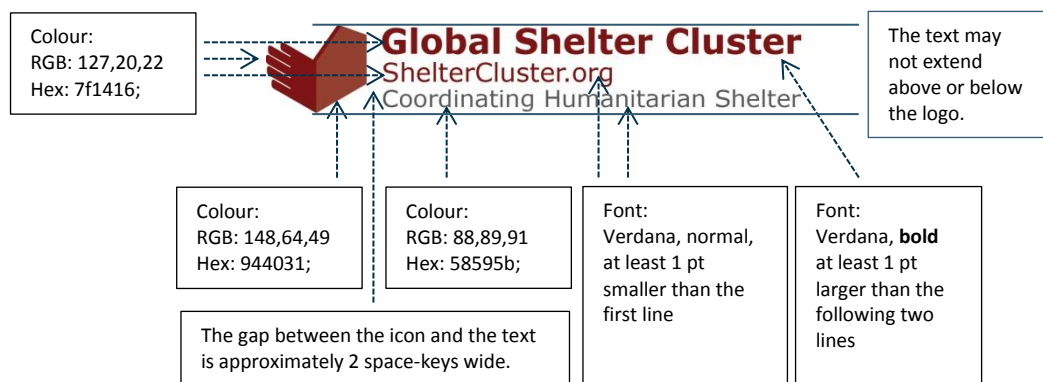 Colour:
RGB: 127,20,22
Hex: 7f1416;
Global Shelter Cluster
ShelterCluster.org
Coordinating Humanitarian Shelter
The text may
not extend
above or below
the logo.
Colour:
RGB: 148,64,49
Hex: 944031;
Colour:
RGB: 88,89,91
Hex: 58595b;
Font:
Verdana, normal,
at least 1 pt
smaller than the
first line
Font:
Verdana, bold
at least 1 pt
larger than the
following two
lines
The gap between the icon and the text
is approximately 2 space-keys wide.